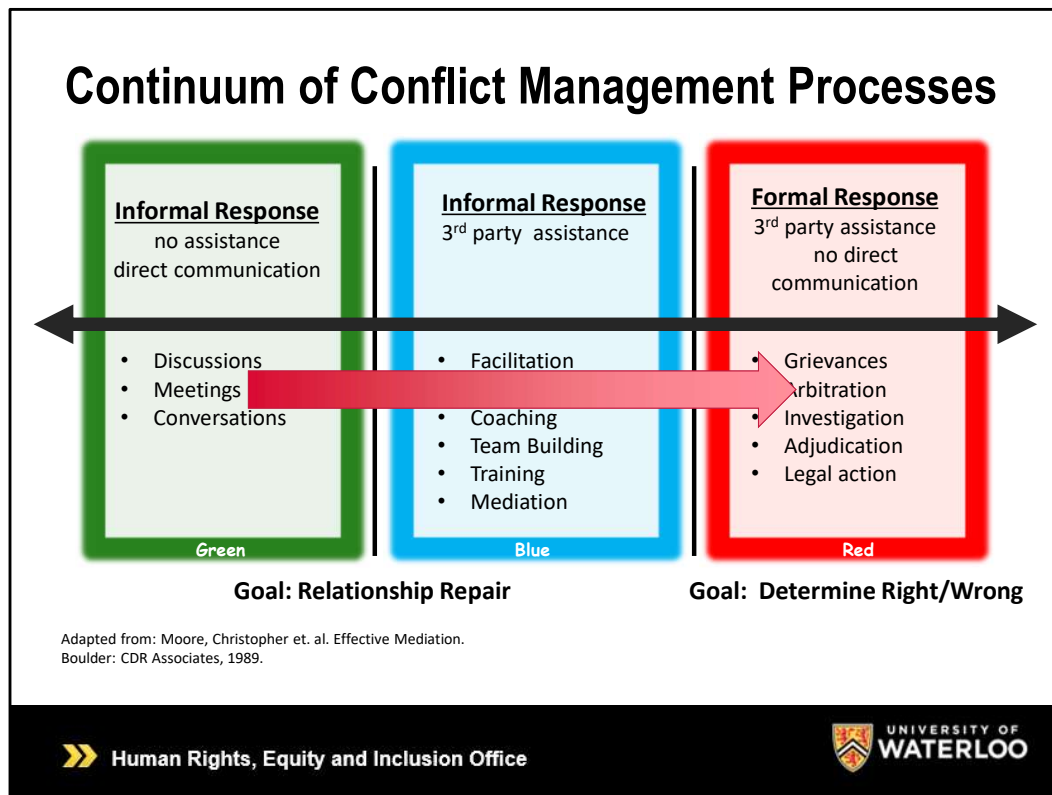 Continuum of Conflict Management Processes
Informal Response
no assistance
direct communication
• Discussions
• Meetings
• Conversations
Green
Informal Response
3rd party assistance
• Facilitation
Coaching
• Team Building
• Training
• Mediation
Blue
Formal Response
3rd party assistance
no direct
communication
• Grievances
Arbitration
• Investigation
• Adjudication
• Legal action
Red
Goal: Relationship Repair
Goal: Determine Right/Wrong
Adapted from: Moore, Christopher et. al. Effective Mediation.
Boulder: CDR Associates, 1989.
Human Rights, Equity and Inclusion Office
UNIVERSITY OF
WATERLOO